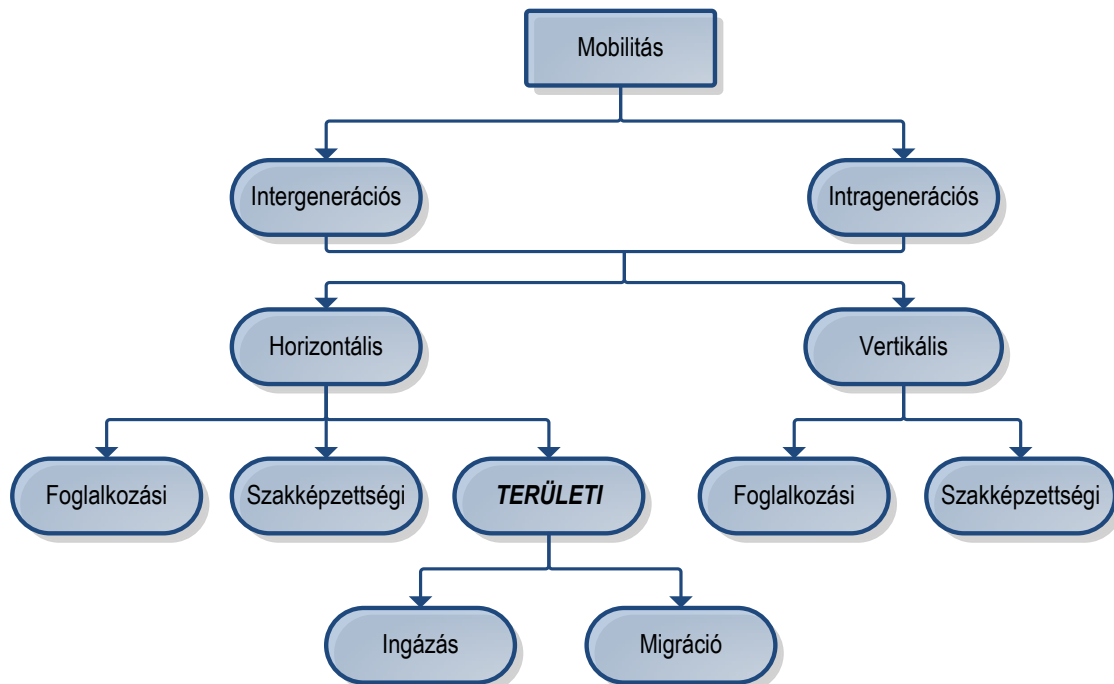 Mobilitás
Intergenerációs
Intragenerációs
Horizontális
Vertikális
Foglalkozási
Szakképzettségi
TERÜLETI
Foglalkozási
Szakképzettségi
Ingázás
Migráció